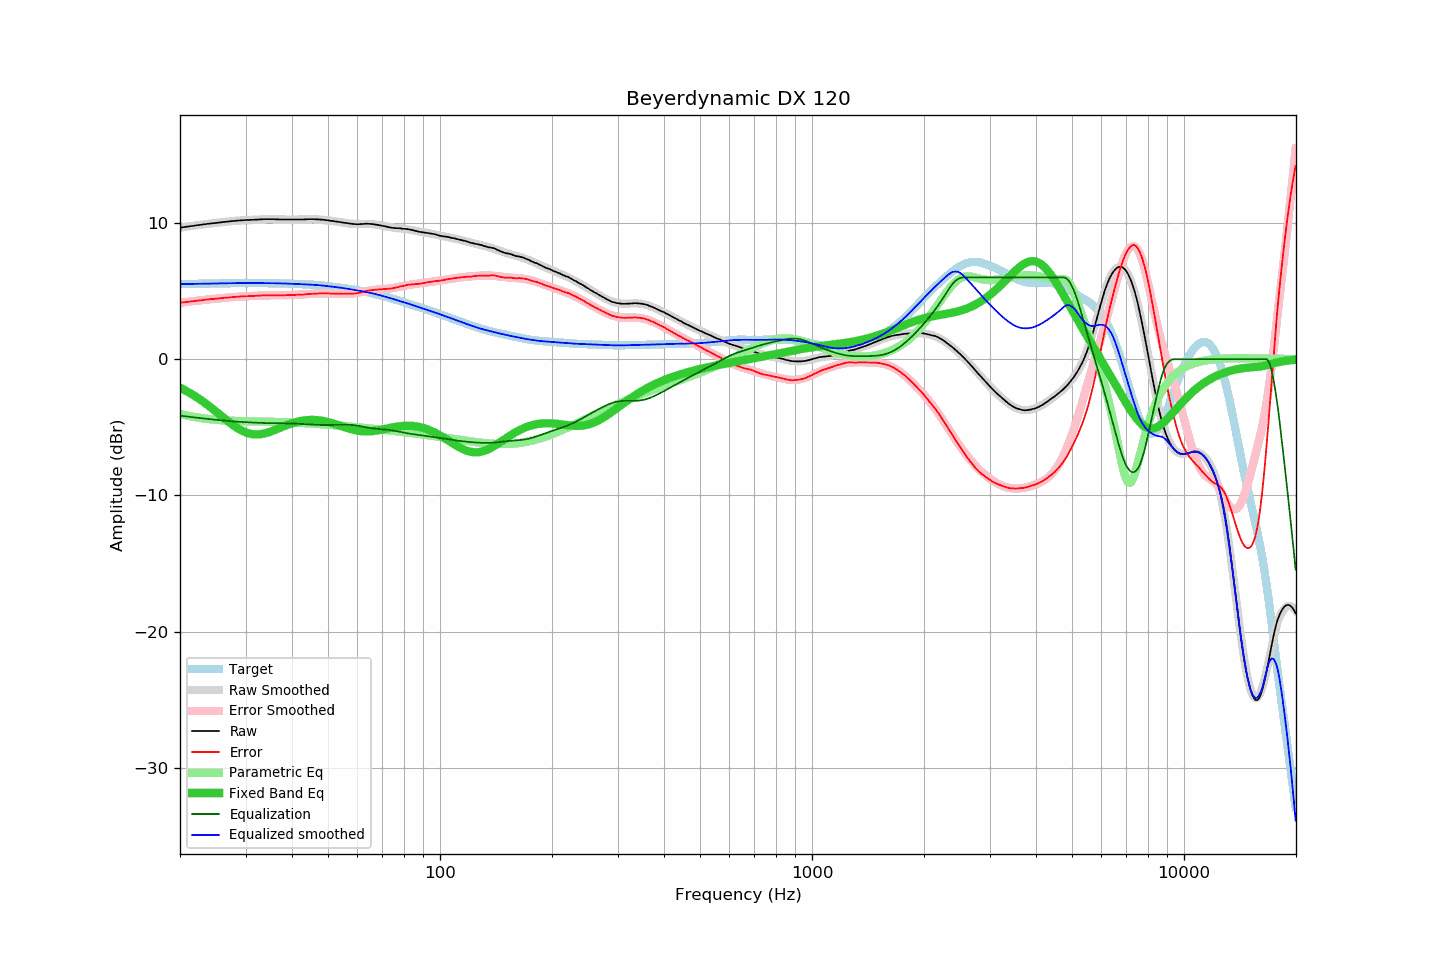 Beyerdynamic DX 120
Amplitude (dBr)
10
0
−10
−20
−30
Target
Raw Smoothed
Error Smoothed
Raw
Error
Parametric Eq
Fixed Band Eq
Equalization
Equalized smoothed
100
1000
10000
Frequency (Hz)